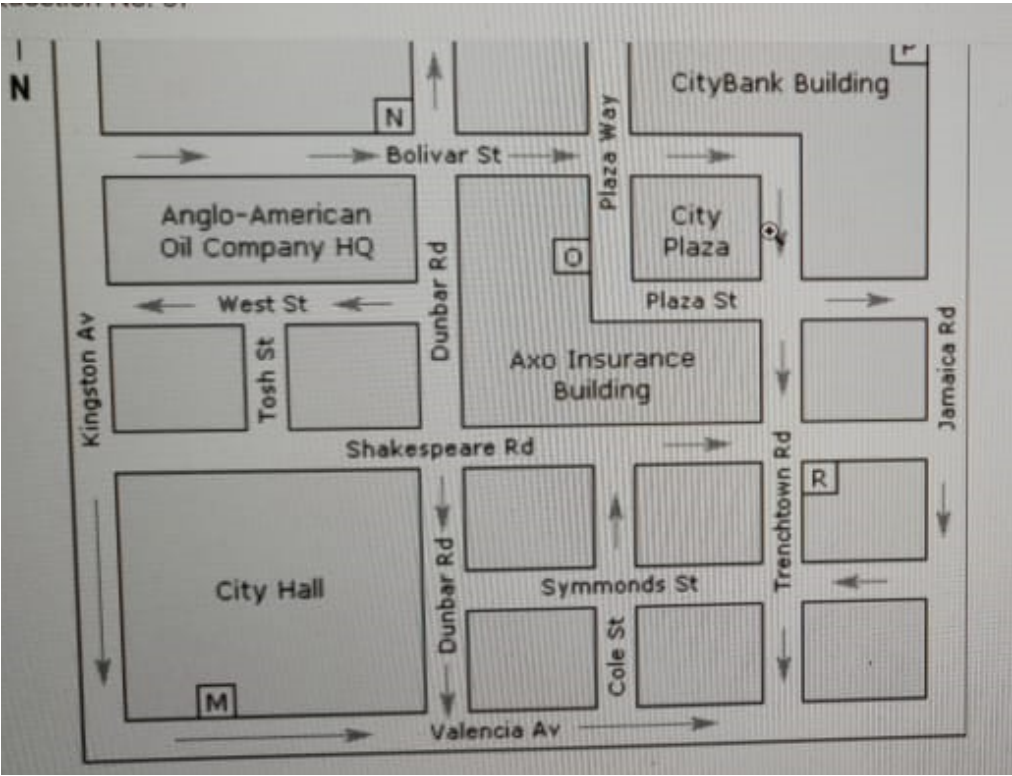 N
CityBank Building
N
Plaza Way
Bolivar St
Anglo-American
Oil Company HQ
City
Plaza
O
Dunbar Rd
West St
Plaza St
Kingston Av
Tosh St
Axo Insurance
Building
Jamaica Rd
Shakespeare Rd
Trenchtown Rd
R
City Hall
Dunbar Rd
Symmonds St
Cole St
M
Valencia Av